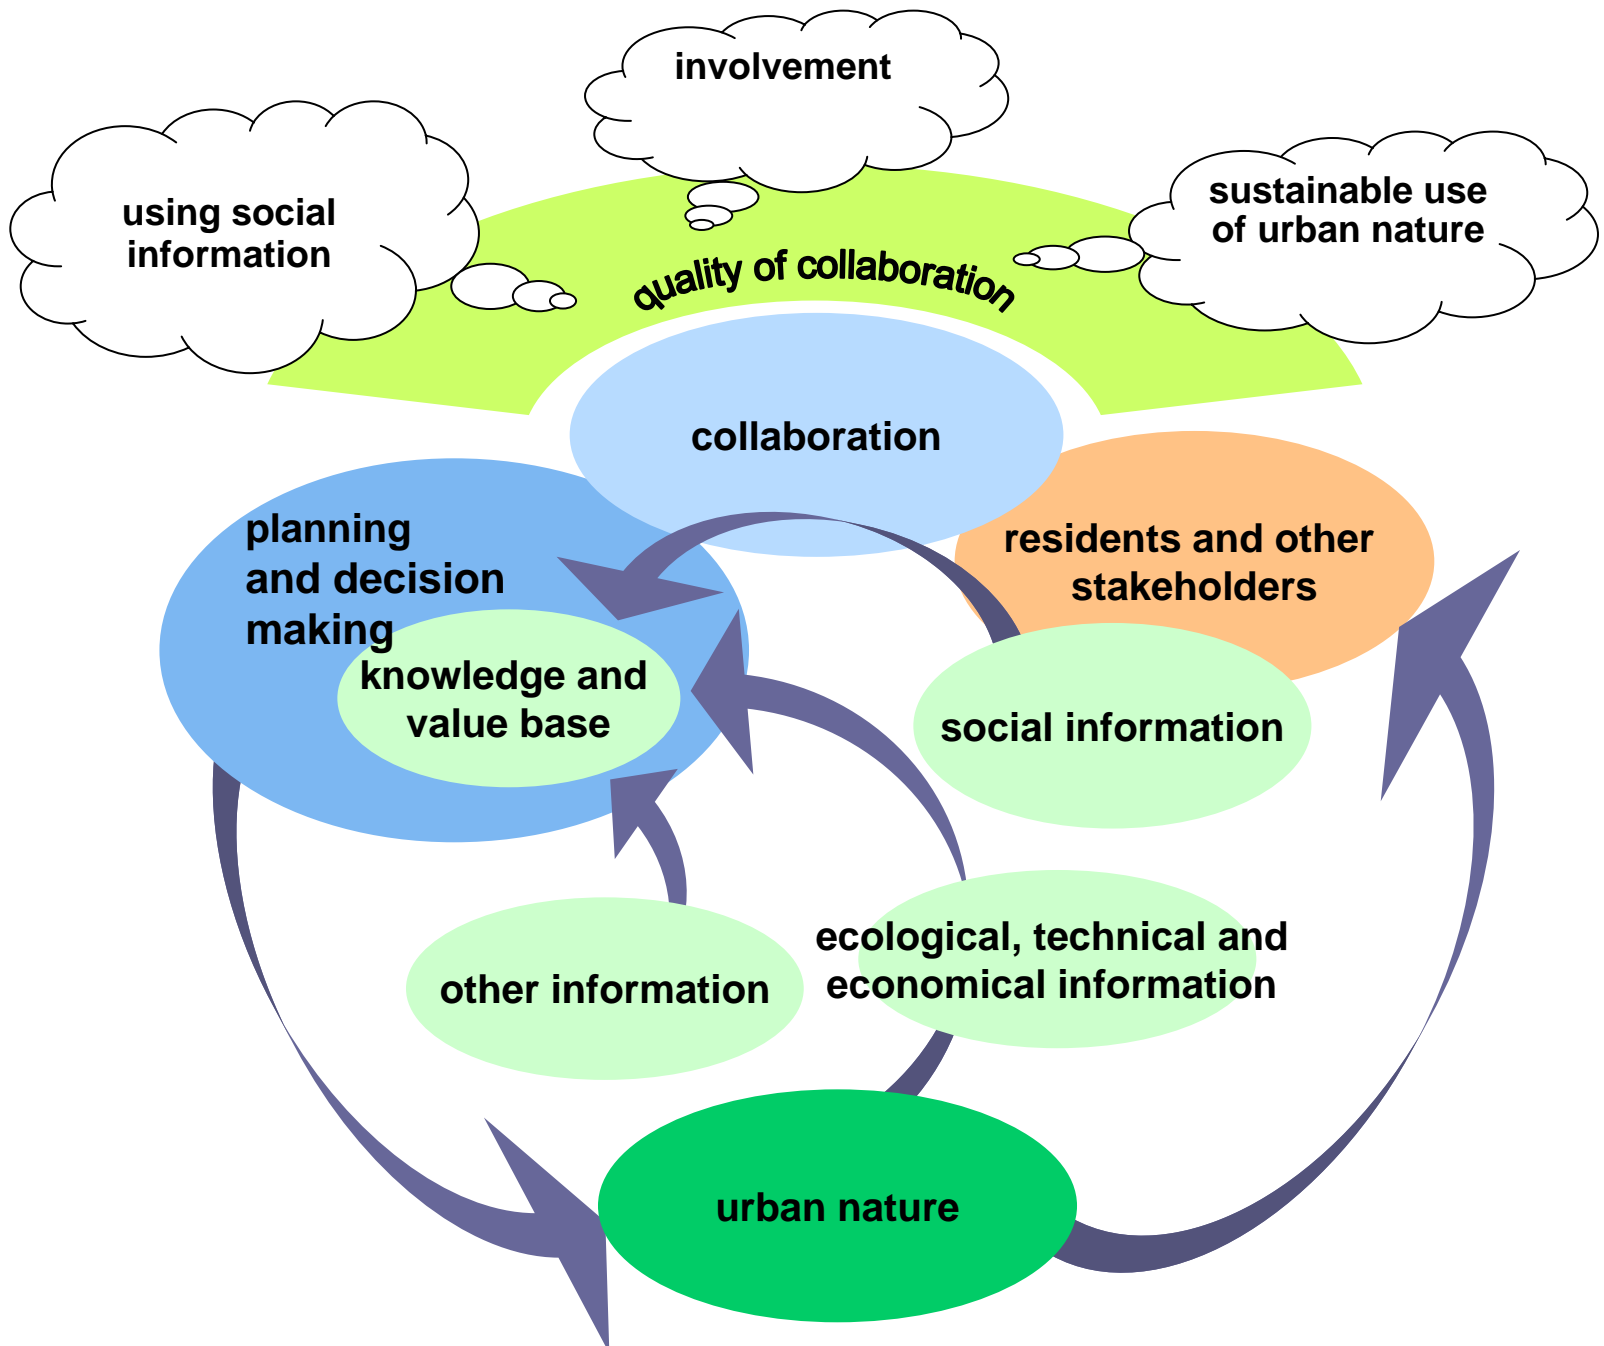 involvement
using social
information
sustainable use
of urban nature
quality of collaboration
collaboration
planning
and decision
making
residents and other
stakeholders
knowledge and
value base
social information
other information
ecological, technical and
economical information
urban nature